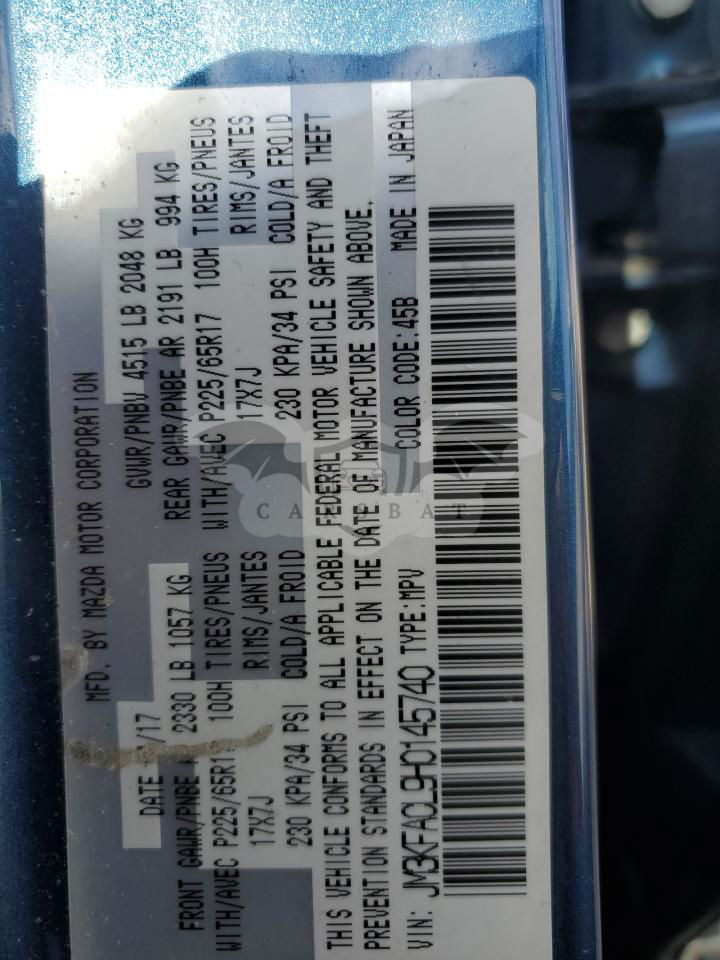 MFD. BY MAZDA MOTOR CORPORATION
DATE /17 GVWR/PNBV 4515 LB 2048 KG
FRONT GAWR/PNBE 2330 LB 1057 KG REAR GAWR/PNBE AR 2191 LB 994 KG
WITH/AVEC P225/65R1 100H TIRES/PNEUS WITH/AVEC P225/65R17 100H TIRES/PNEUS
17X7J RIMS/JANTES 17X7J RIMS/JANTES
230 KPA/34 PSI COLD/A FROID 230 KPA/34 PSI COLD/A FROID
THIS VEHICLE CONFORMS TO ALL APPLICABLE FEDERAL MOTOR VEHICLE SAFETY AND THEFT
PREVENTION STANDARDS IN EFFECT ON THE DATE OF MANUFACTURE SHOWN ABOVE.
VIN: JM3KFACL9H0145740 TYPE:MPV COLOR CODE:45B MADE IN JAPAN